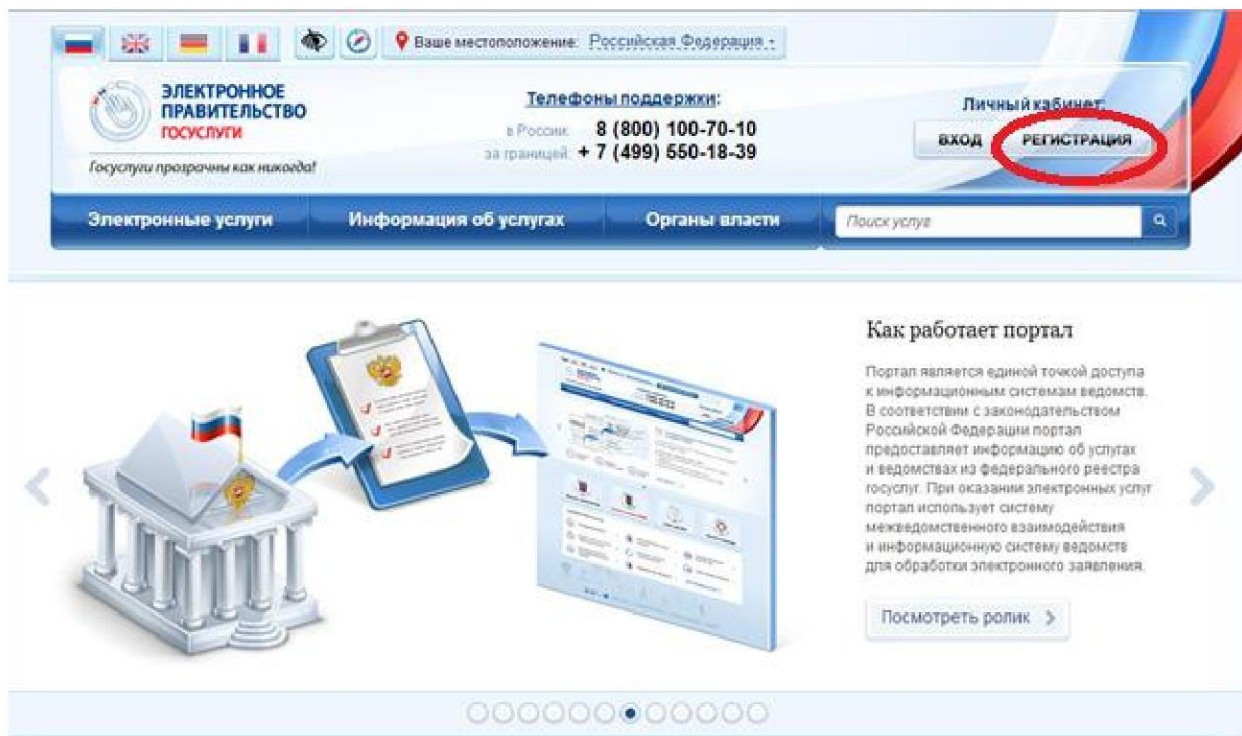 Ваше местоположение: Российская Федерация
ЭЛЕКТРОННОЕ
ПРАВИТЕЛЬСТВО
ГОСУСЛУГИ
Госуслуги прозрачны как никогда!
Телефоны поддержки:
в России: 8 (800) 100-70-10
за границей: + 7 (499) 550-18-39
Личный кабинет:
ВХОД РЕГИСТРАЦИЯ
Электронные услуги Информация об услугах Органы власти Поиск услуг
Как работает портал
Портал является единой точкой доступа
к информационным системам ведомств.
В соответствии с законодательством
Российской Федерации портал
предоставляет информацию об услугах
и ведомствах из федерального реестра
госуслуг. При оказании электронных услуг
портал использует систему
межведомственного взаимодействия
и информационную систему ведомств
для обработки электронного заявления.
Посмотреть ролик